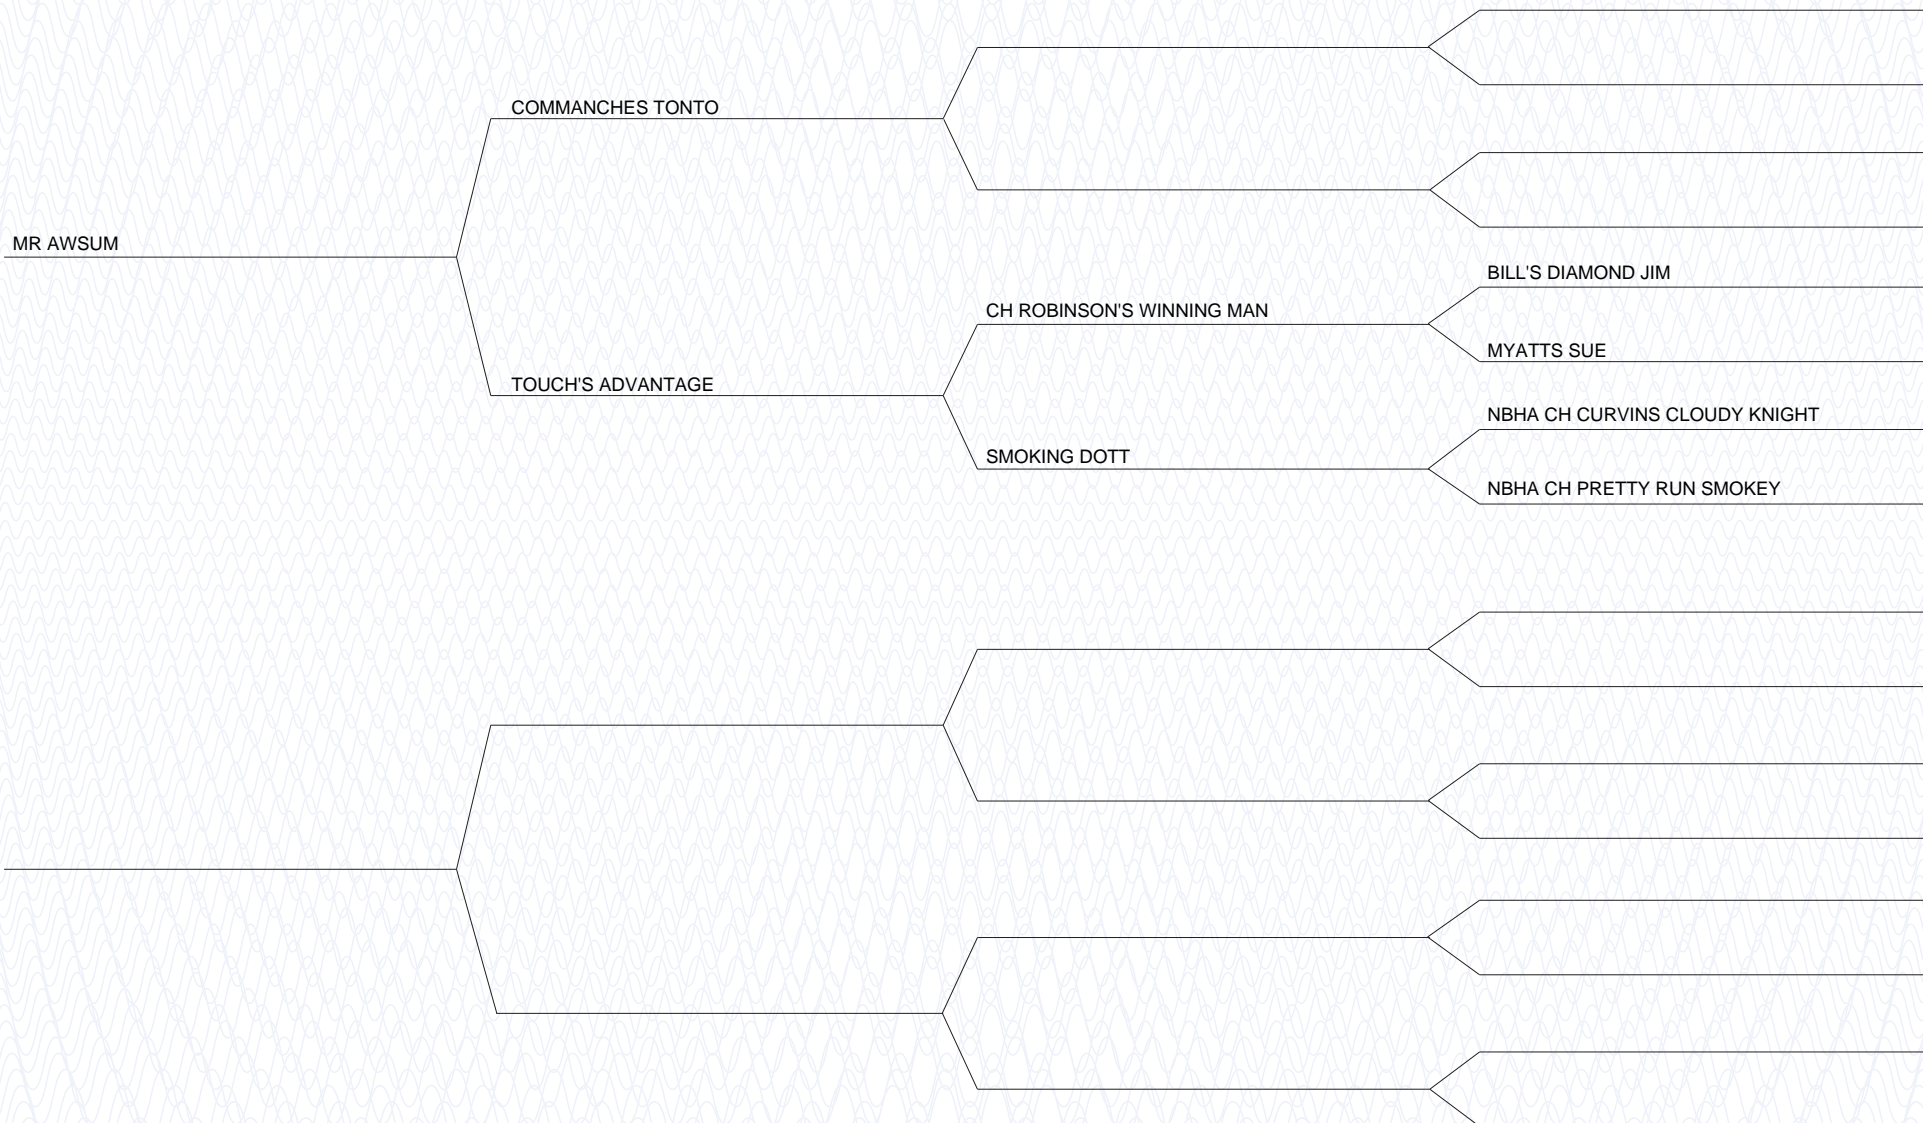 COMMANCHES TONTO
MR AWSUM
BILL'S DIAMOND JIM
CH ROBINSON'S WINNING MAN
MYATTS SUE
TOUCH'S ADVANTAGE
NBHA CH CURVINS CLOUDY KNIGHT
SMOKING DOTT
NBHA CH PRETTY RUN SMOKEY